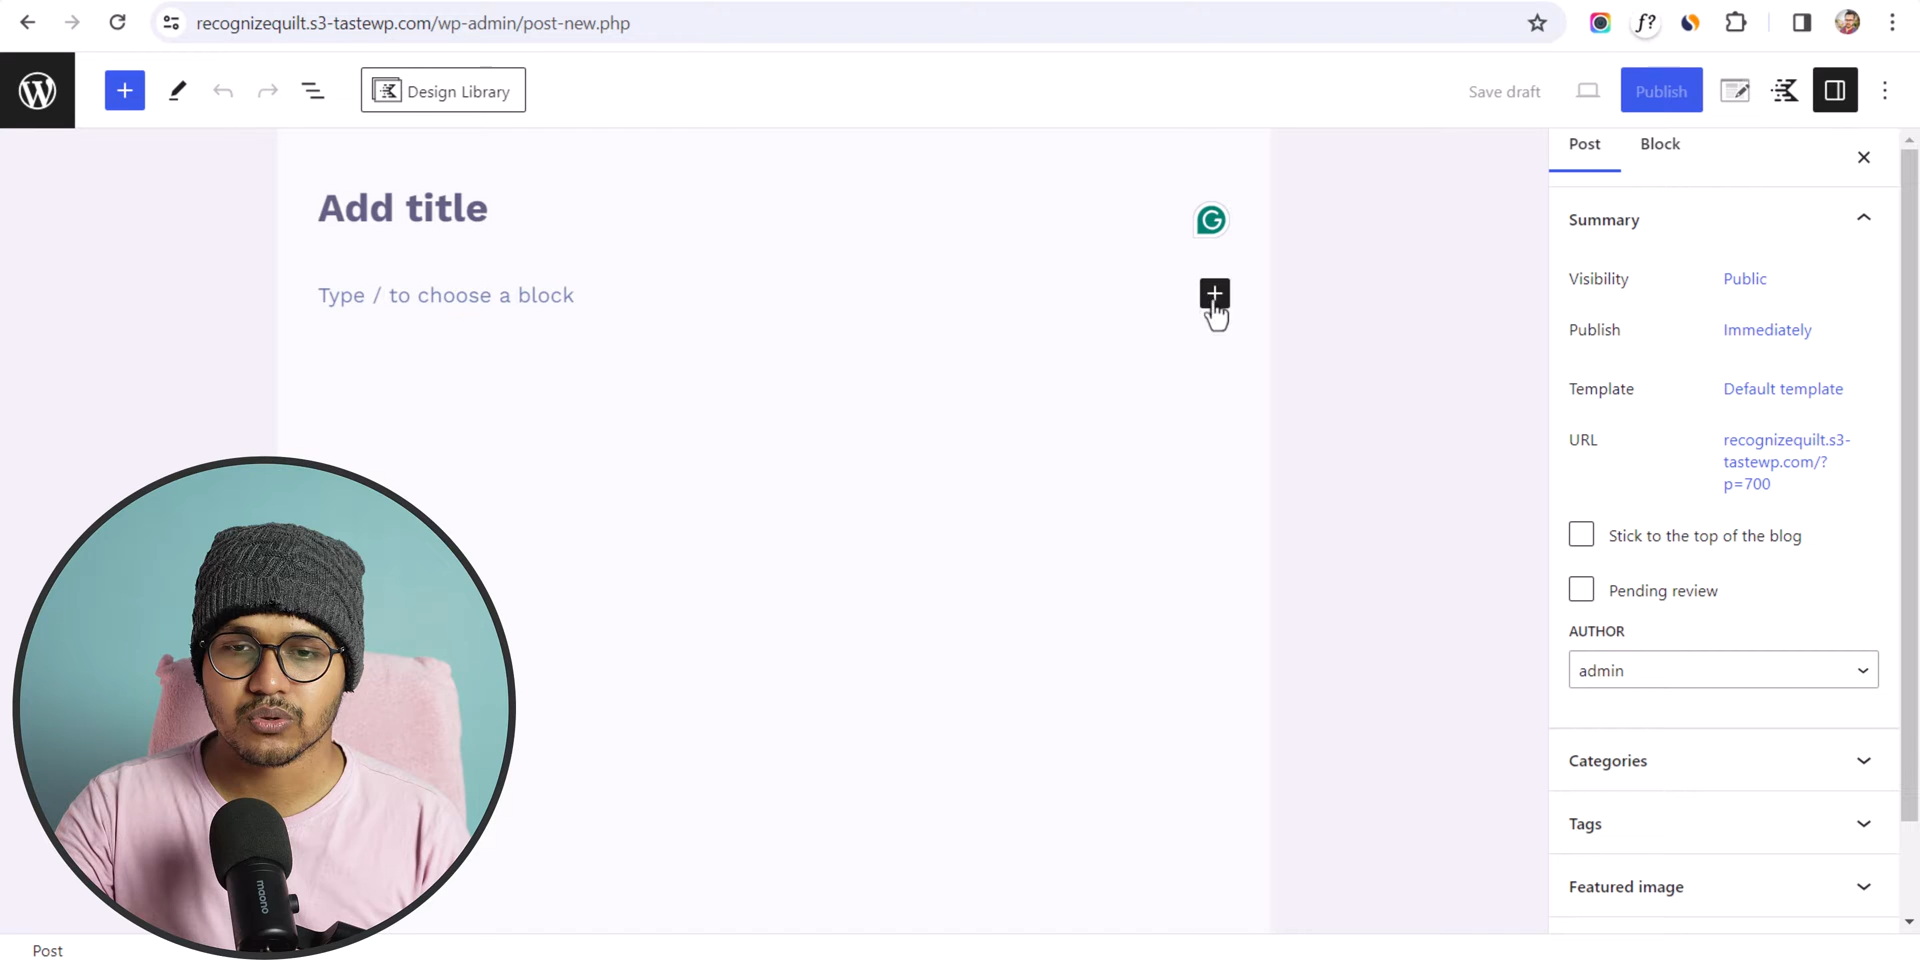 recognizequilt.s3-tastewp.com/wp-admin/post-new.php
f?
Design Library
Save draft
Publish
Post
Block
Add title
Type / to choose a block
Summary
Visibility
Public
Publish
Immediately
Template
Default template
URL
recognizequilt.s3-
tastewp.com/?
p=700
Stick to the top of the blog
Pending review
AUTHOR
admin
Categories
Tags
Featured image
maono
Post